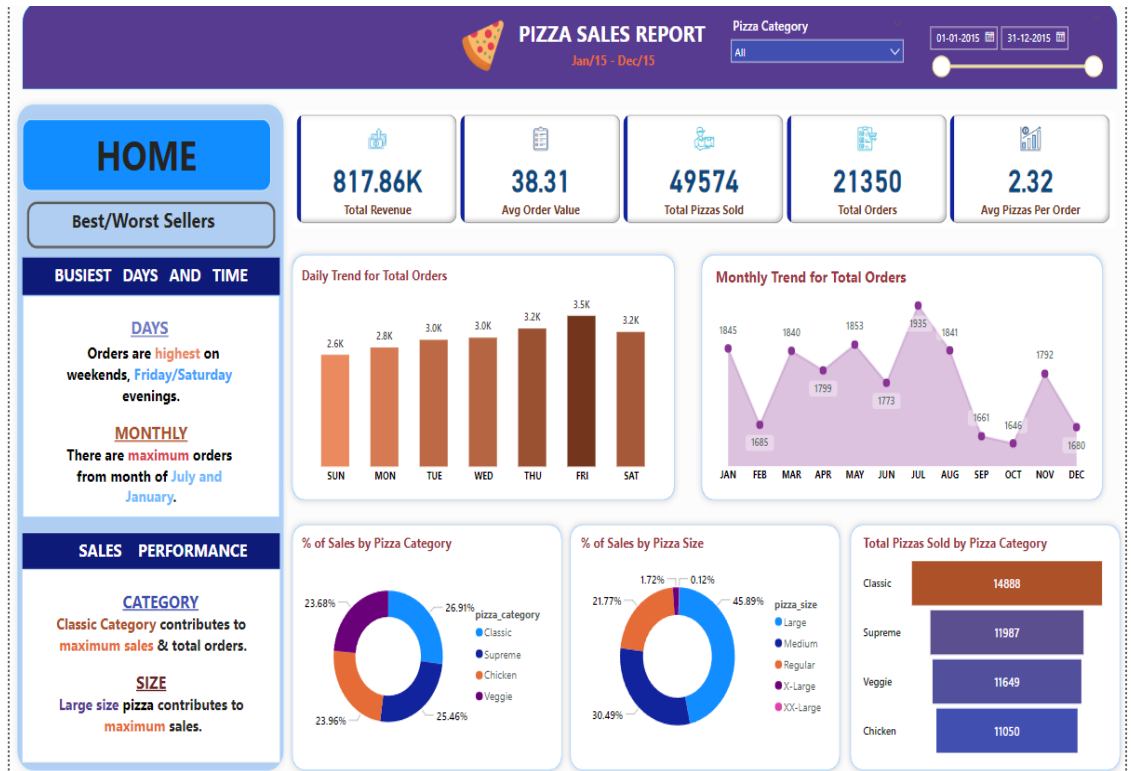 PIZZA SALES REPORT
Jan/15 - Dec/15
Pizza Category
All
01-01-2015
31-12-2015
HOME
Best/Worst Sellers
BUSIEST DAYS AND TIME
DAYS
Orders are highest on
weekends, Friday/Saturday
evenings.
MONTHLY
There are maximum orders
from month of July and
January.
SALES PERFORMANCE
CATEGORY
Classic Category contributes to
maximum sales & total orders.
SIZE
Large size pizza contributes to
maximum sales.
817.86K
Total Revenue
38.31
Avg Order Value
49574
Total Pizzas Sold
21350
Total Orders
2.32
Avg Pizzas Per Order
Daily Trend for Total Orders
2.6K
2.8K
3.0K
3.0K
3.2K
3.5K
3.2K
SUN MON TUE WED THU FRI SAT
Monthly Trend for Total Orders
1845
1685
1840
1799
1853
1773
1935
1841
1661
1646
1792
1680
JAN FEB MAR APR MAY JUN JUL AUG SEP OCT NOV DEC
% of Sales by Pizza Category
23.68%
26.91%
23.96%
25.46%
pizza_category
Classic
Supreme
Chicken
Veggie
% of Sales by Pizza Size
1.72%
0.12%
21.77%
45.89%
30.49%
pizza_size
Large
Medium
Regular
X-Large
XX-Large
Total Pizzas Sold by Pizza Category
Classic 14888
Supreme 11987
Veggie 11649
Chicken 11050